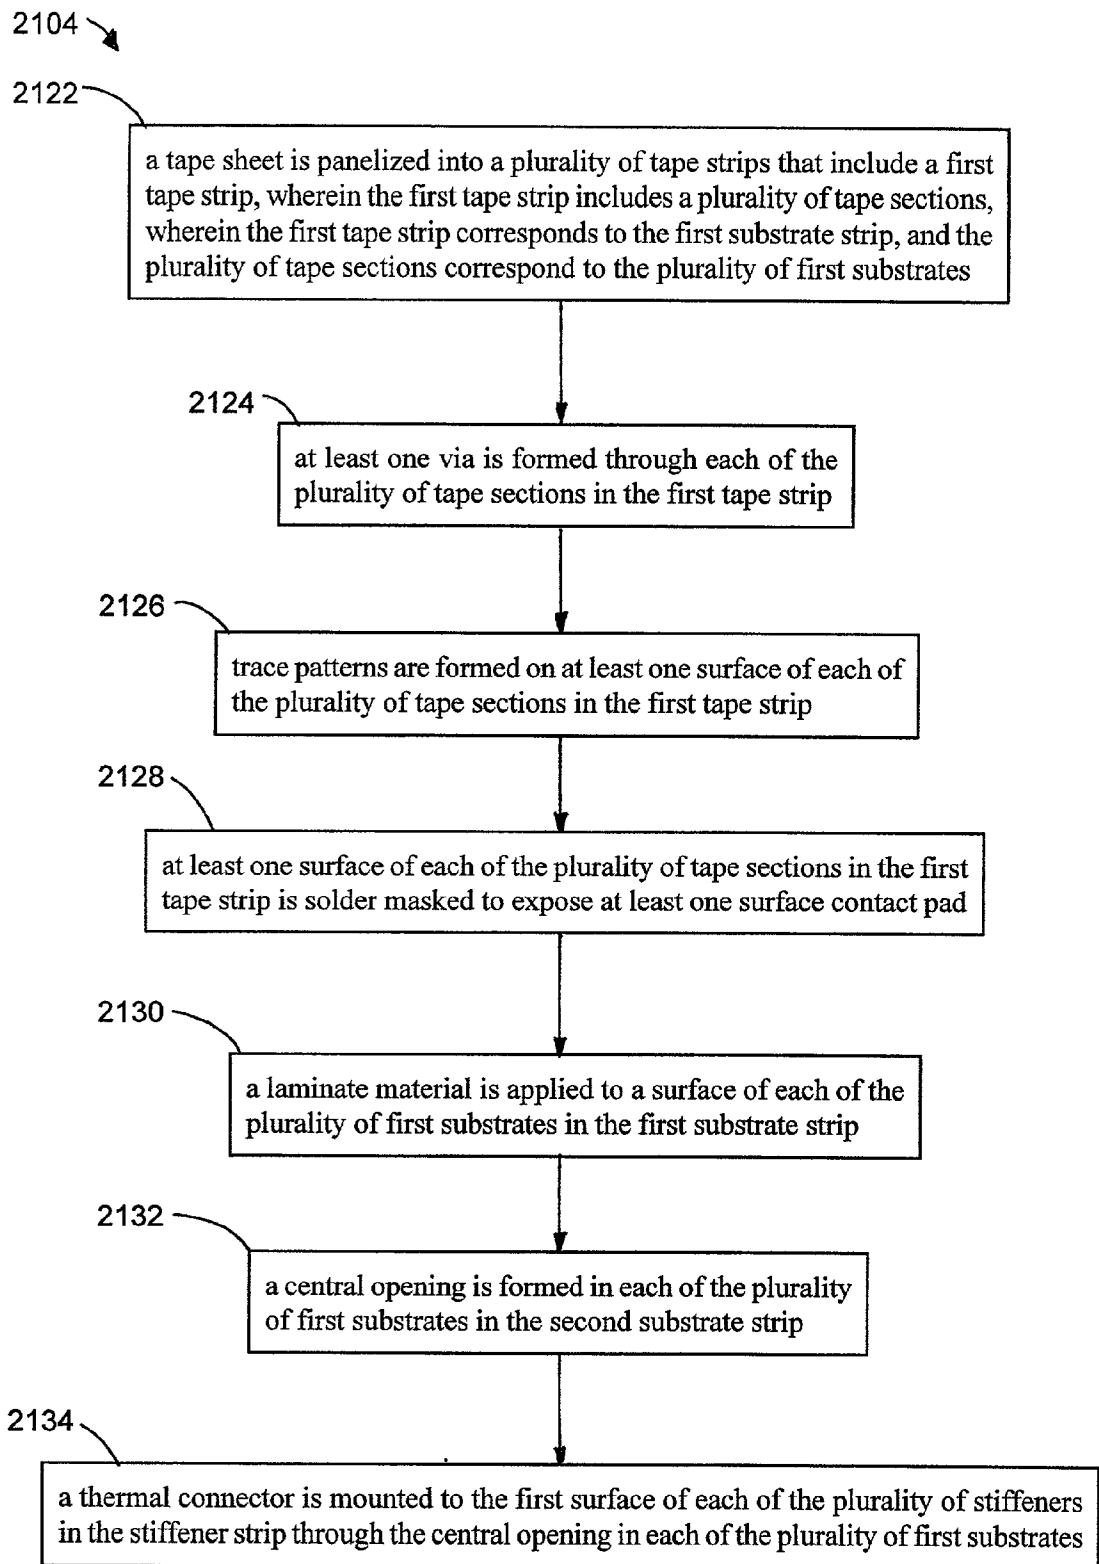 2104
2122
a tape sheet is panelized into a plurality of tape strips that include a first
tape strip, wherein the first tape strip includes a plurality of tape sections,
wherein the first tape strip corresponds to the first substrate strip, and the
plurality of tape sections correspond to the plurality of first substrates
2124
at least one via is formed through each of the
plurality of tape sections in the first tape strip
2126
trace patterns are formed on at least one surface of each of
the plurality of tape sections in the first tape strip
2128
at least one surface of each of the plurality of tape sections in the first
tape strip is solder masked to expose at least one surface contact pad
2130
a laminate material is applied to a surface of each of the
plurality of first substrates in the first substrate strip
2132
a central opening is formed in each of the plurality
of first substrates in the second substrate strip
2134
a thermal connector is mounted to the first surface of each of the plurality of stiffeners
in the stiffener strip through the central opening in each of the plurality of first substrates